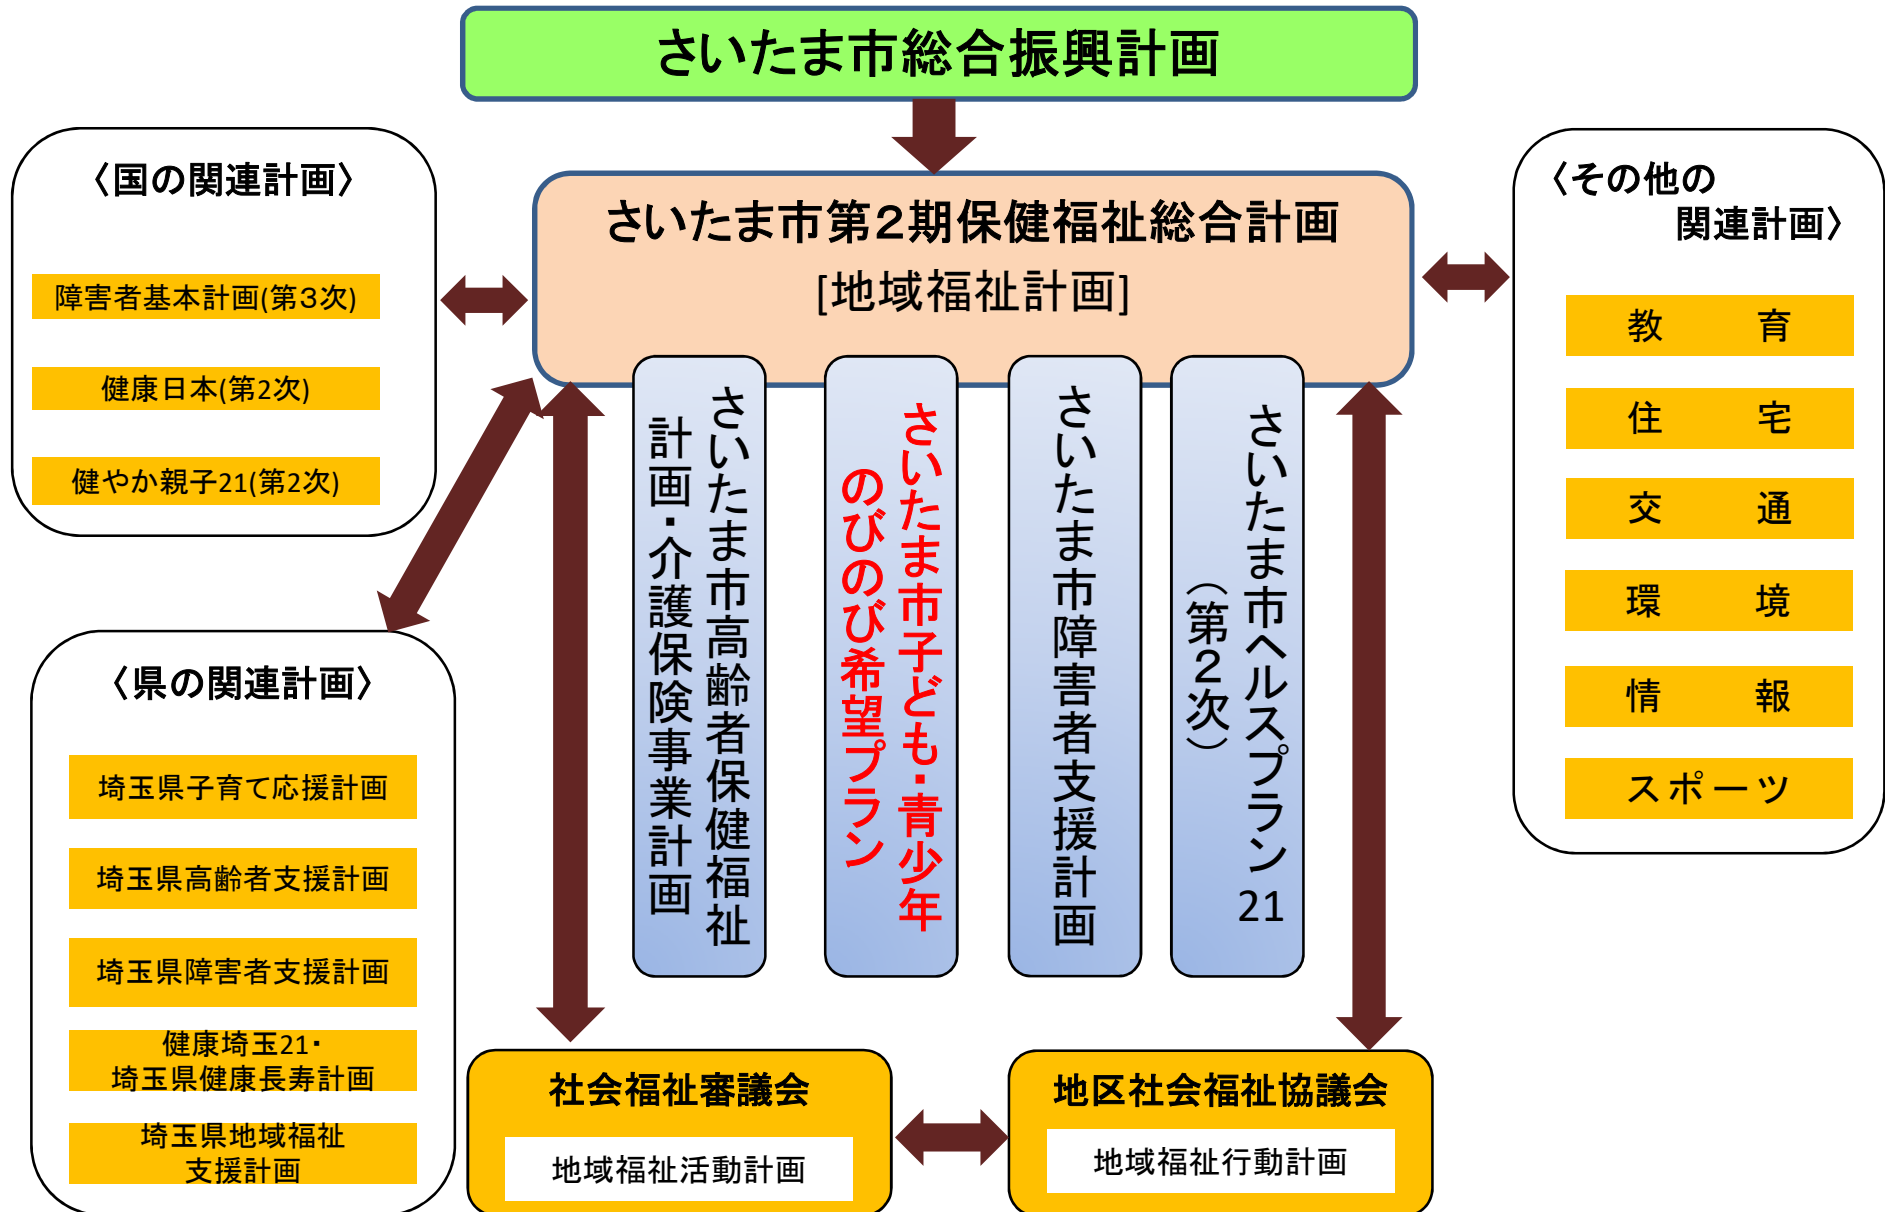 さいたま市総合振興計画
〈国の関連計画〉
障害者基本計画(第3次)
健康日本(第2次)
健やか親子21(第2次)
さいたま市第2期保健福祉総合計画
[地域福祉計画]
〈その他の
関連計画〉
教　育
住　宅
交　通
環　境
情　報
スポーツ
さいたま市高齢者保健福祉
計画・介護保険事業計画
さいたま市子ども・青少年
のびのび希望プラン
さいたま市障害者支援計画
さいたま市ヘルスプラン21
（第2次）
〈県の関連計画〉
埼玉県子育て応援計画
埼玉県高齢者支援計画
埼玉県障害者支援計画
健康埼玉21・
埼玉県健康長寿計画
埼玉県地域福祉
支援計画
社会福祉審議会
地域福祉活動計画
地区社会福祉協議会
地域福祉行動計画